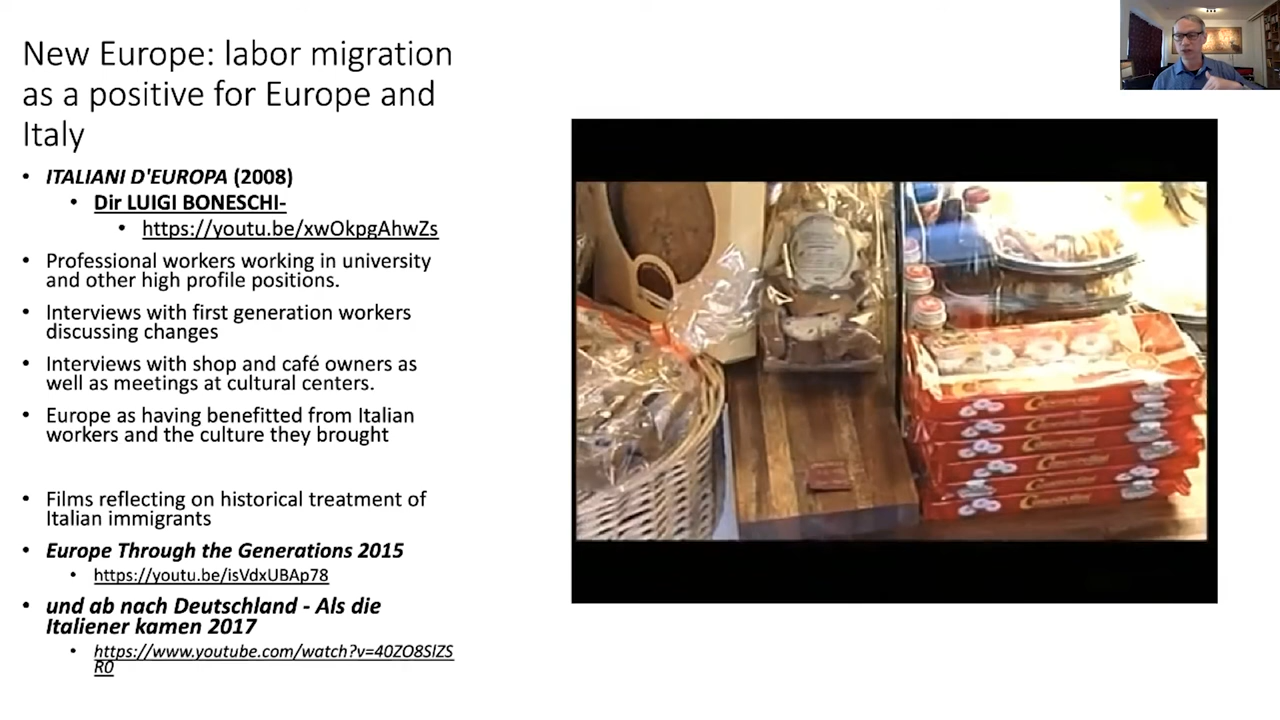 New Europe: labor migration
as a positive for Europe and
Italy
• ITALIANI D'EUROPA (2008)
• Dir LUIGI BONESCHI-
• https://youtu.be/xwOkpgAhwZs
• Professional workers working in university
and other high profile positions.
• Interviews with first generation workers
discussing changes
• Interviews with shop and café owners as
well as meetings at cultural centers.
• Europe as having benefitted from Italian
workers and the culture they brought
• Films reflecting on historical treatment of
Italian immigrants
• Europe Through the Generations 2015
• https://youtu.be/isVdxUBAp78
• und ab nach Deutschland - Als die
Italiener kamen 2017
• https://www.youtube.com/watch?v=40ZO8SlZS
R0